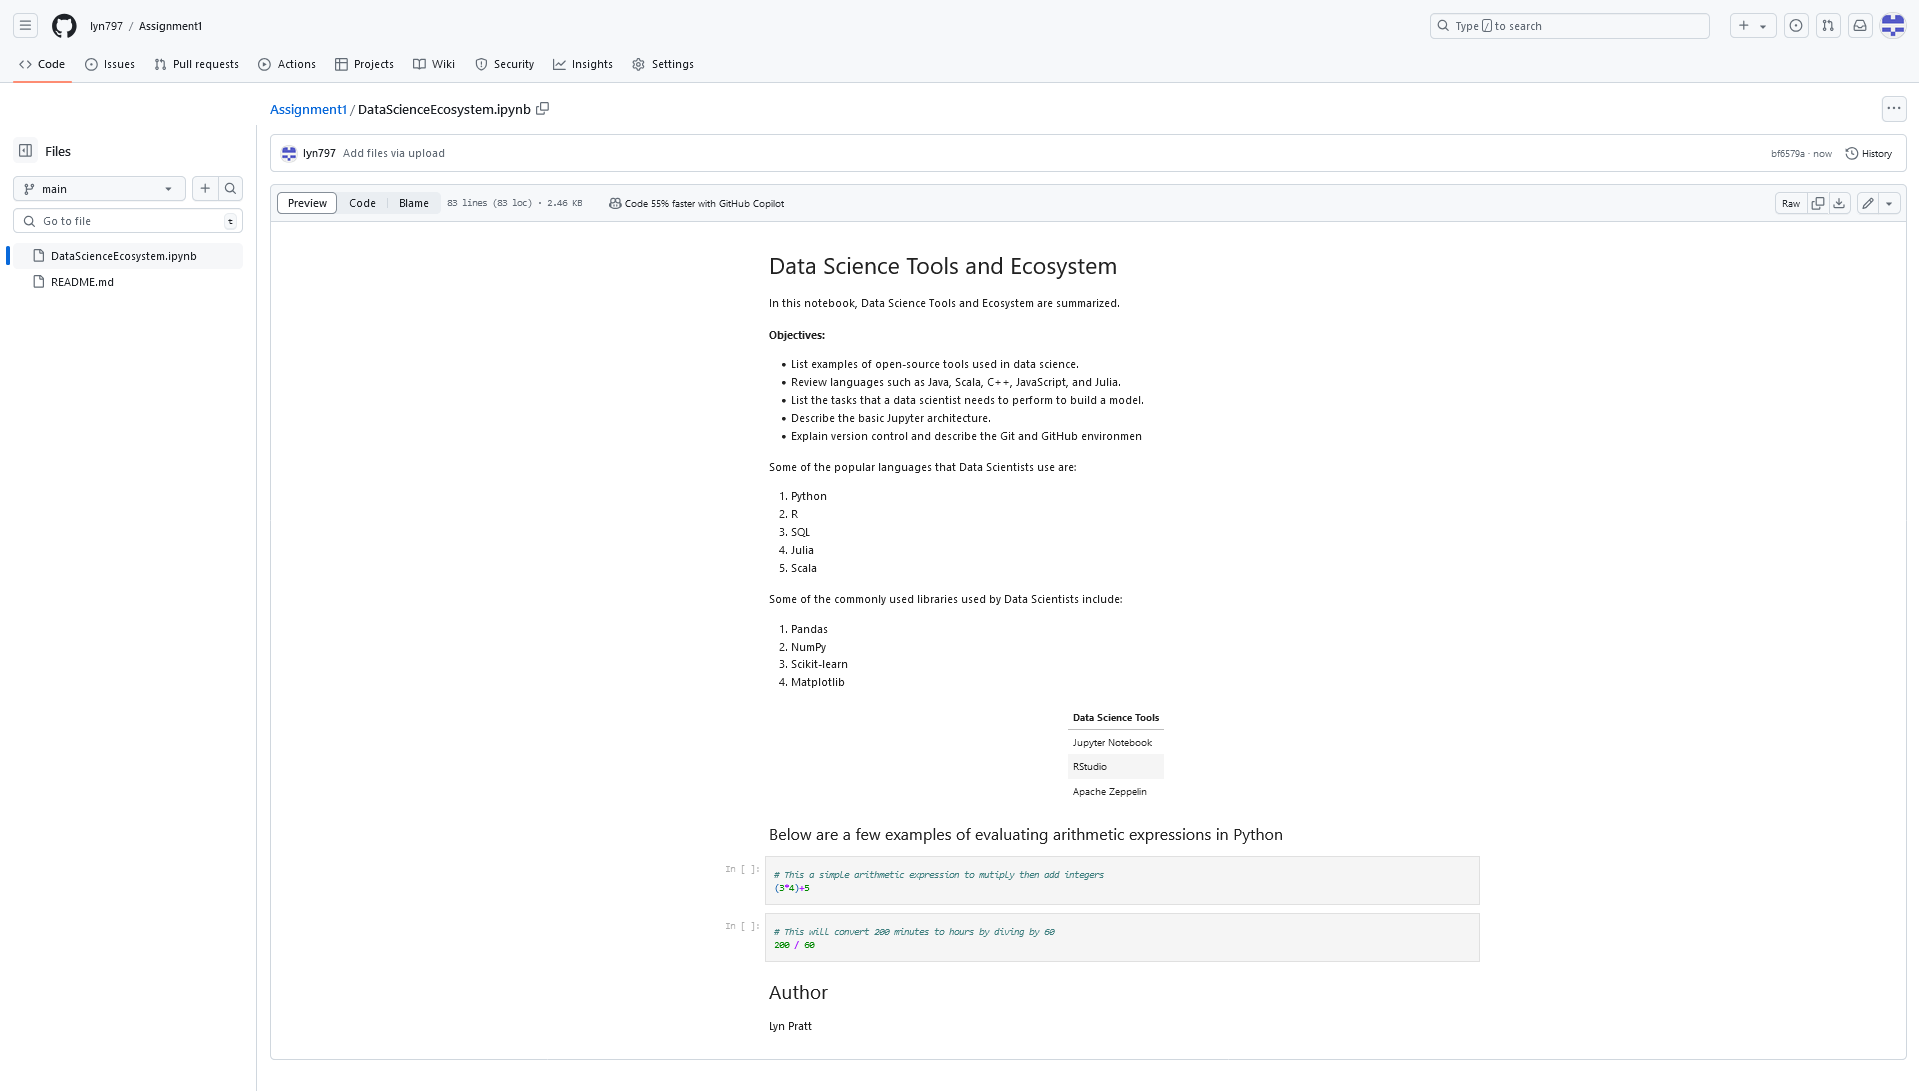 lyn797 / Assignment1
Type / to search
Code
Issues
Pull requests
Actions
Projects
Wiki
Security
Insights
Settings
Files
main
Go to file
t
DataScienceEcosystem.ipynb
README.md
Assignment1 / DataScienceEcosystem.ipynb
lyn797 Add files via upload
bf6579a · now
History
Preview
Code
Blame
83 lines (83 loc) · 2.46 KB
Code 55% faster with GitHub Copilot
Raw
Data Science Tools and Ecosystem
In this notebook, Data Science Tools and Ecosystem are summarized.
Objectives:
• List examples of open-source tools used in data science.
• Review languages such as Java, Scala, C++, JavaScript, and Julia.
• List the tasks that a data scientist needs to perform to build a model.
• Describe the basic Jupyter architecture.
• Explain version control and describe the Git and GitHub environmen
Some of the popular languages that Data Scientists use are:
1. Python
2. R
3. SQL
4. Julia
5. Scala
Some of the commonly used libraries used by Data Scientists include:
1. Pandas
2. NumPy
3. Scikit-learn
4. Matplotlib
Data Science Tools
Jupyter Notebook
RStudio
Apache Zeppelin
Below are a few examples of evaluating arithmetic expressions in Python
In [ ]:
# This a simple arithmetic expression to mutiply then add integers
(3*4)+5
In [ ]:
# This will convert 200 minutes to hours by diving by 60
200 / 60
Author
Lyn Pratt